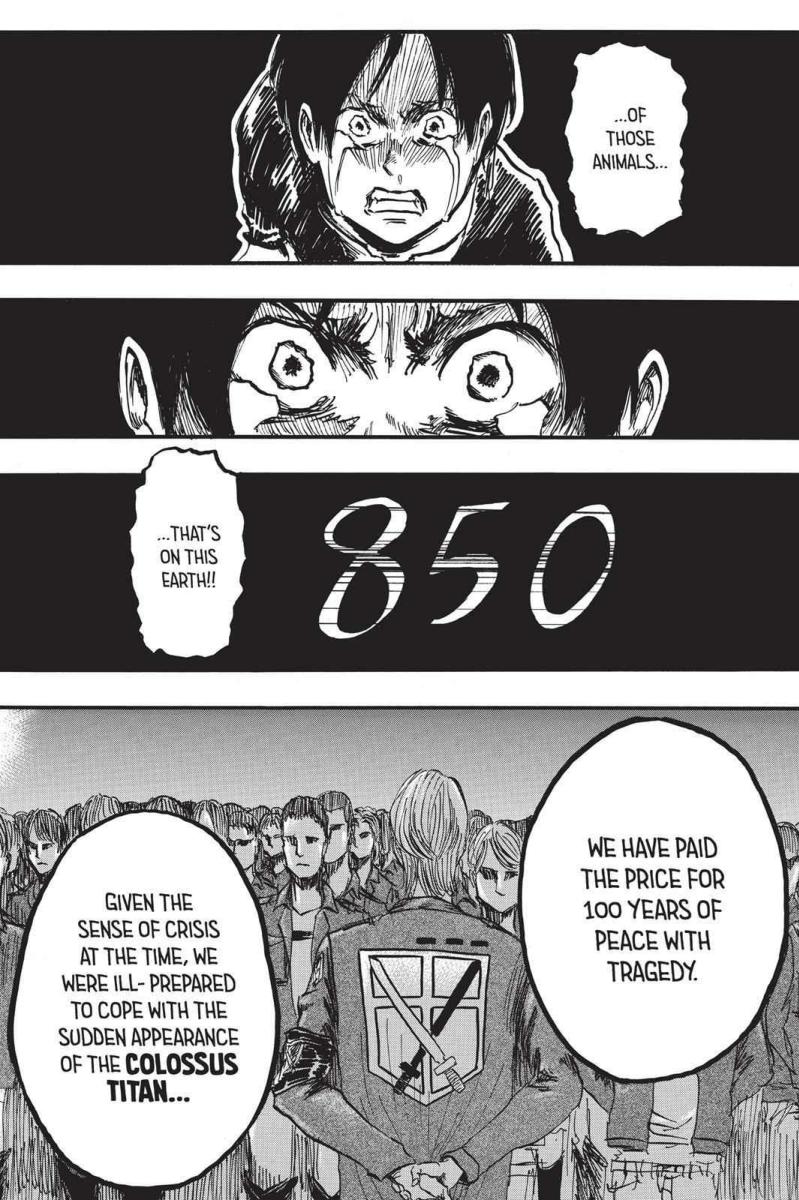 ...OF
THOSE
ANIMALS...
...THAT'S
ON THIS
EARTH!!
850
WE HAVE PAID
THE PRICE FOR
100 YEARS OF
PEACE WITH
TRAGEDY.
GIVEN THE
SENSE OF CRISIS
AT THE TIME, WE
WERE ILL- PREPARED
TO COPE WITH THE
SUDDEN APPEARANCE
OF THE COLOSSUS
TITAN...